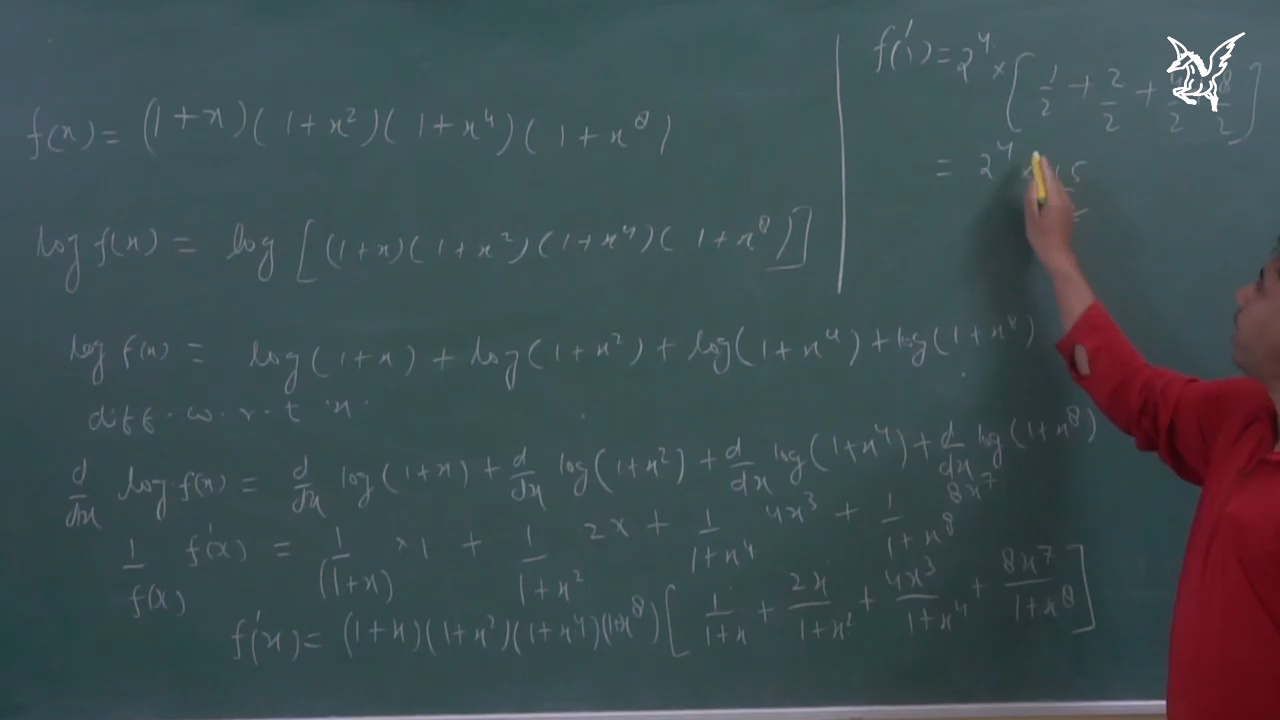 f(x) = (1+x)(1+x²)(1+x⁴)(1+x⁸)
log f(x) = log [(1+x)(1+x²)(1+x⁴)(1+x⁸)]
log f(x) = log(1+x) + log(1+x²) + log(1+x⁴) + log(1+x⁸)
diff. w.r.t 'x'.
d/dx log f(x) = d/dx log(1+x) + d/dx log(1+x²) + d/dx log(1+x⁴) + d/dx log(1+x⁸)
1/f(x) f'(x) = 1/(1+x) × 1 + 1/1+x² 2x + 1/1+x⁴ 4x³ + 1/1+x⁸ 8x⁷
f'(x) = (1+x)(1+x²)(1+x⁴)(1+x⁸) [1/1+x + 2x/1+x² + 4x³/1+x⁴ + 8x⁷/1+x⁸]
f'(1) = 2⁴ × [1/2 + 2/2 + 4/2 8/2]
= 2⁴